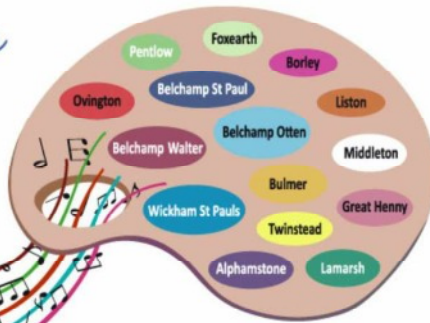 Foxearth
Pentlow
Borley
Belchamp St Paul
Ovington
Liston
Belchamp Otten
Belchamp Walter
Middleton
Bulmer
Great Henny
Wickham St Pauls
Twinstead
Alphamstone
Lamarsh